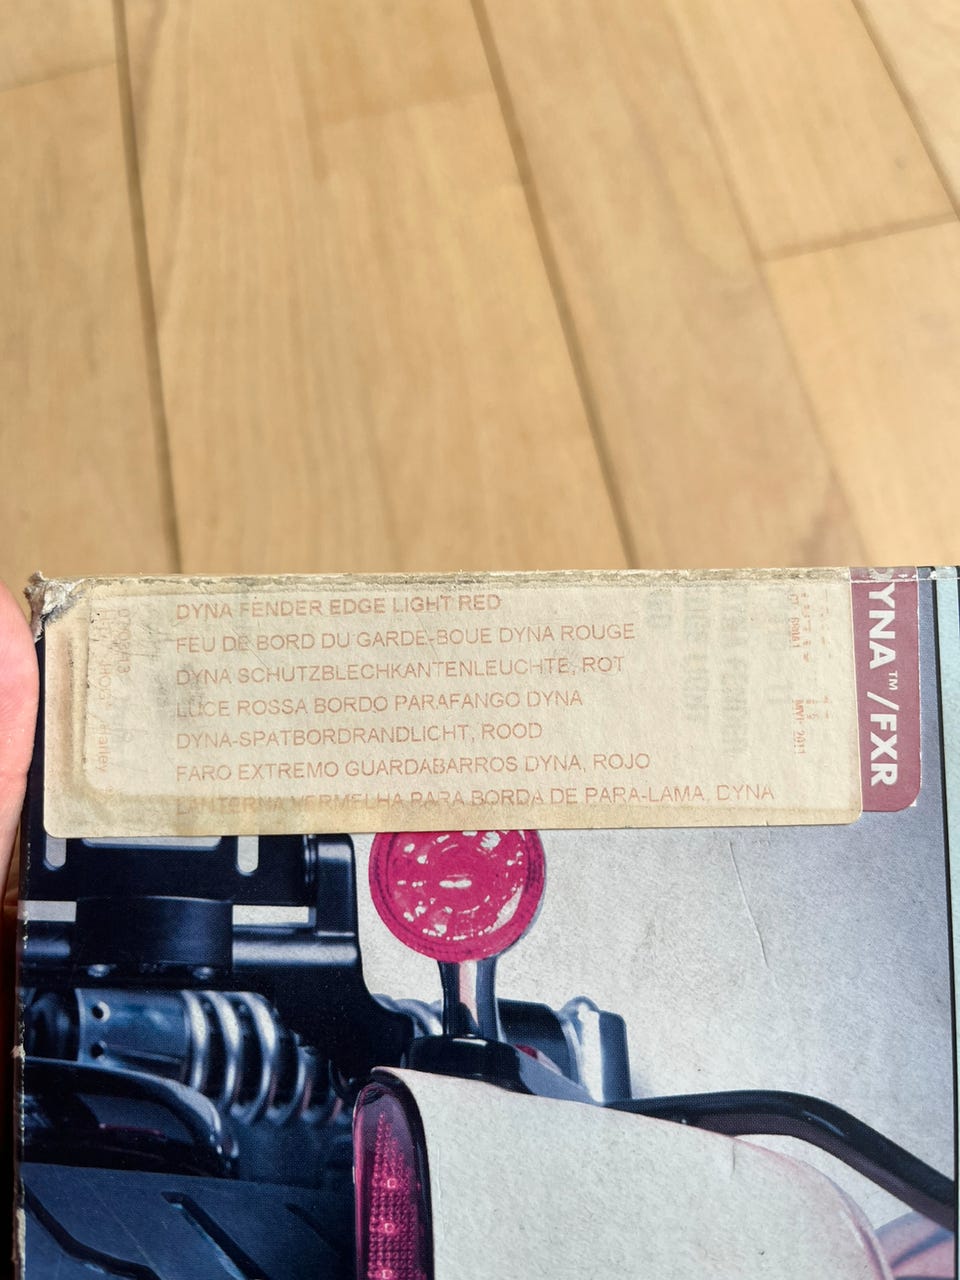 DYNA FENDER EDGE LIGHT RED
FEU DE BORD DU GARDE-BOUE DYNA ROUGE
DYNA SCHUTZBLECHKANTENLEUCHTE, ROT
LUCE ROSSA BORDO PARAFANGO DYNA
DYNA-SPATBORDRANDLICHT, ROOD
FARO EXTREMO GUARDABARROS DYNA, ROJO
LANTERNA VERMELHA PARA BORDA DE PARA-LAMA, DYNA
YNA™/FXR